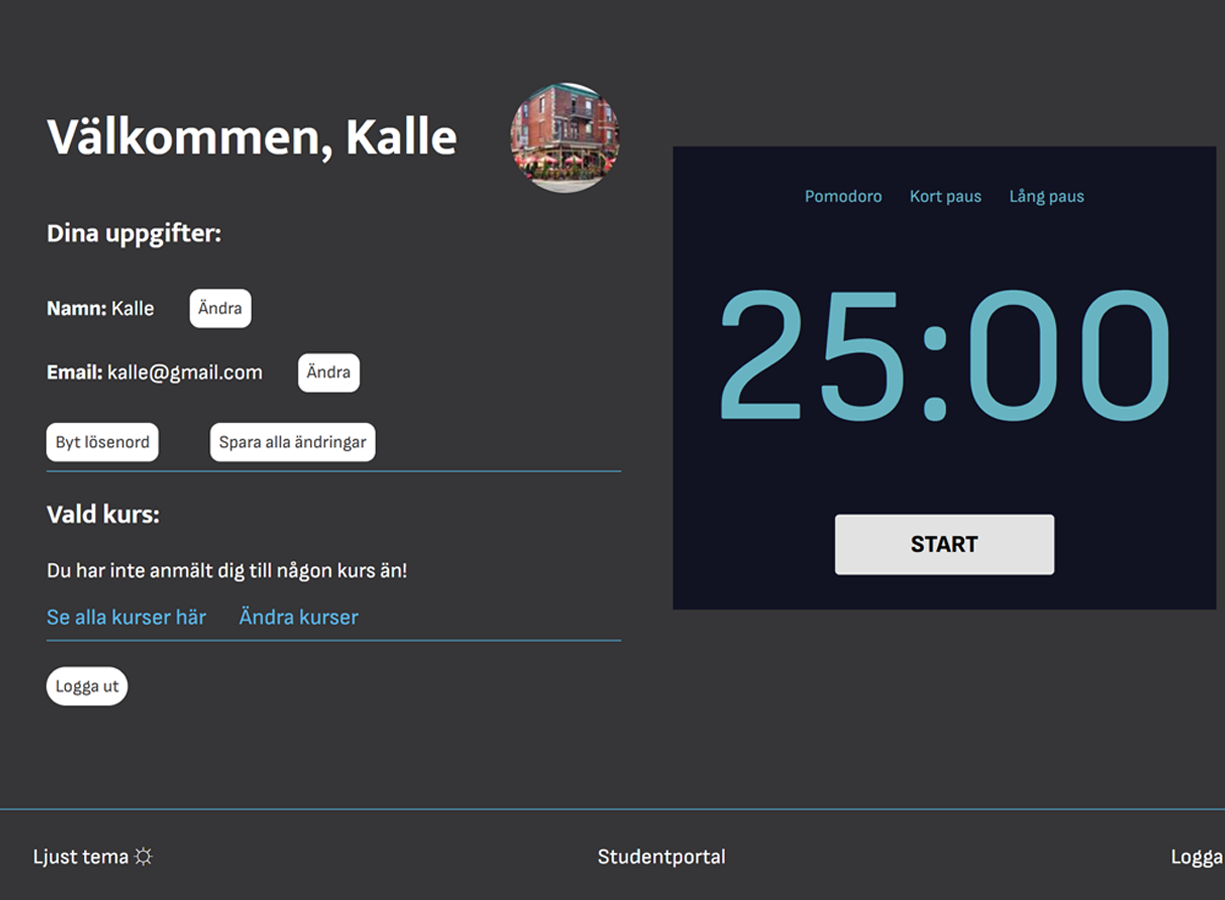 Välkommen, Kalle
Dina uppgifter:
Namn: Kalle Ändra
Email: kalle@gmail.com Ändra
Byt lösenord Spara alla ändringar
Vald kurs:
Du har inte anmält dig till någon kurs än!
Se alla kurser här Ändra kurser
Logga ut
Pomodoro Kort paus Lång paus
25:00
START
Ljust tema Studentportal Logga